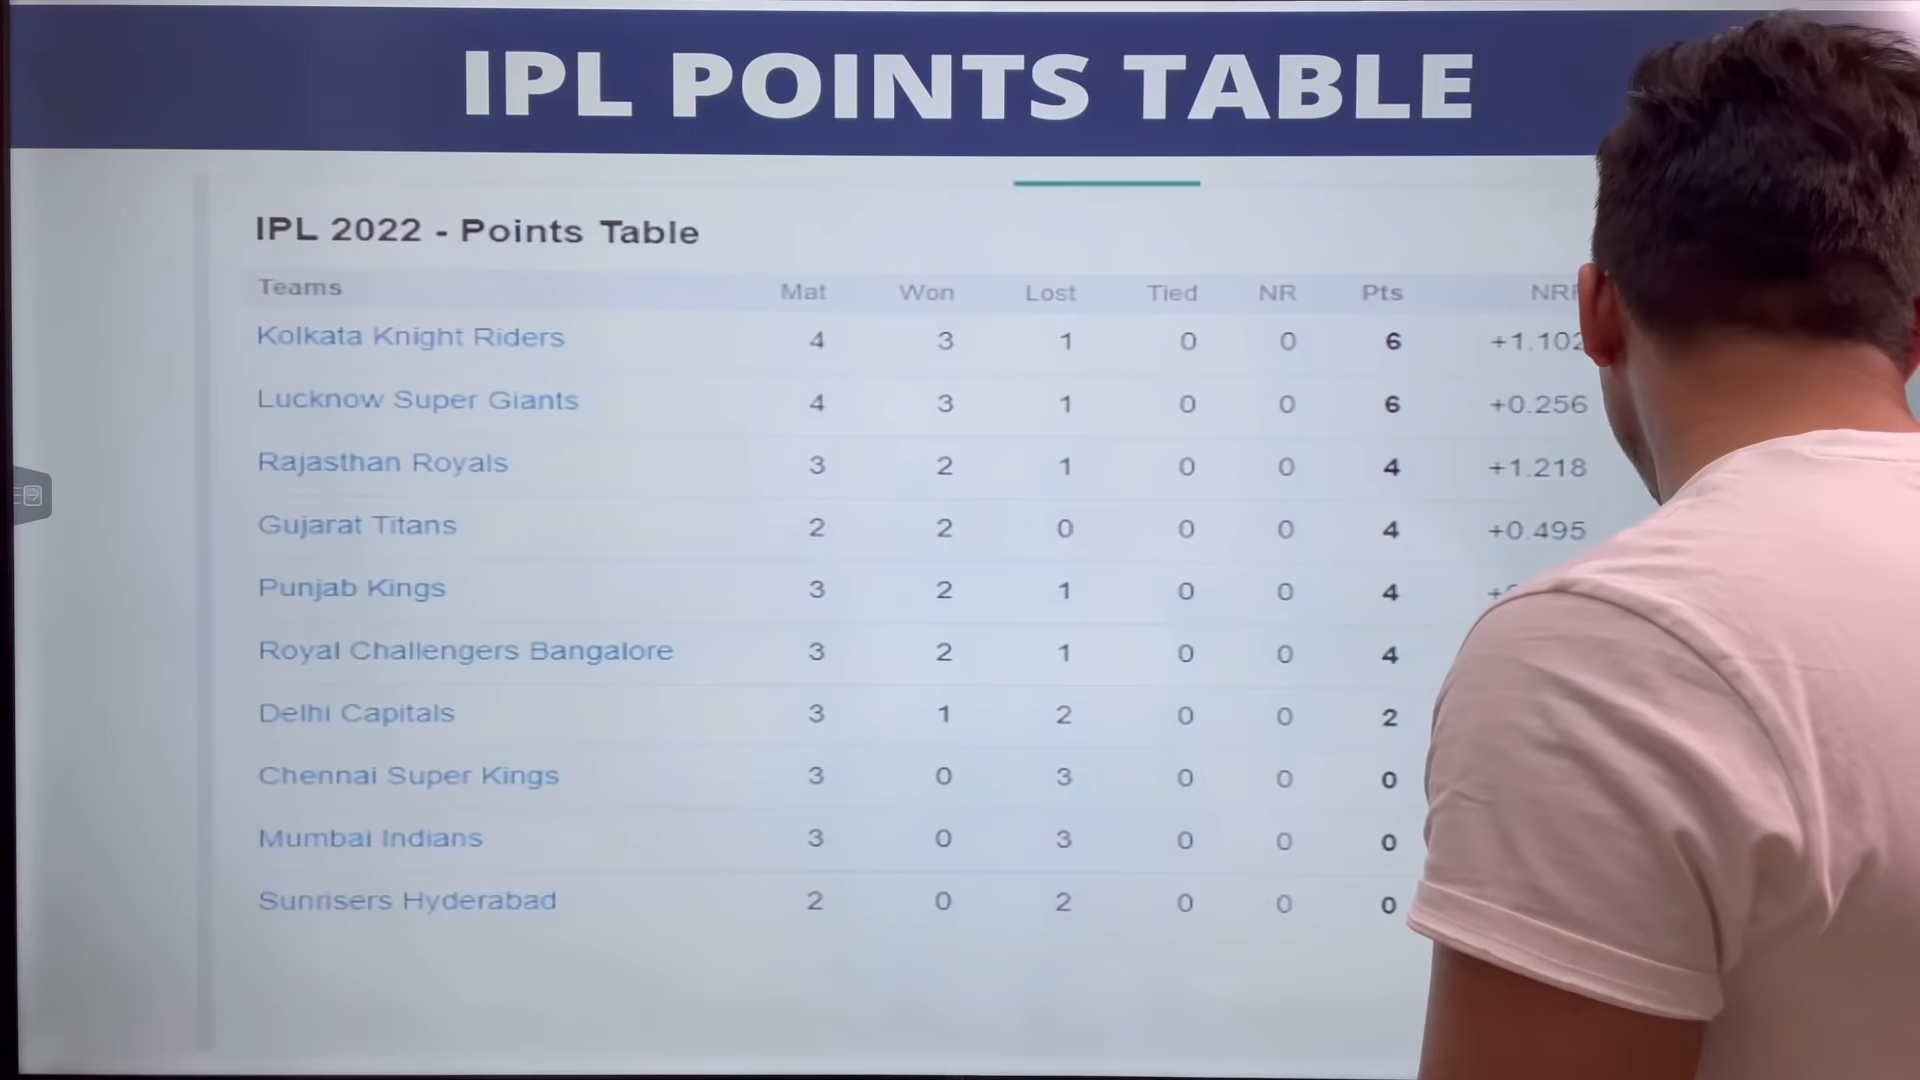 IPL POINTS TABLE
IPL 2022 - Points Table
Teams Mat Won Lost Tied NR Pts
Kolkata Knight Riders 4 3 1 0 0 6 +1.102
Lucknow Super Giants 4 3 1 0 0 6 +0.256
Rajasthan Royals 3 2 1 0 0 4 +1.218
Gujarat Titans 2 2 0 0 0 4 +0.495
Punjab Kings 3 2 1 0 0 4
Royal Challengers Bangalore 3 2 1 0 0 4
Delhi Capitals 3 1 2 0 0 2
Chennai Super Kings 3 0 3 0 0 0
Mumbai Indians 3 0 3 0 0 0
Sunrisers Hyderabad 2 0 2 0 0 0